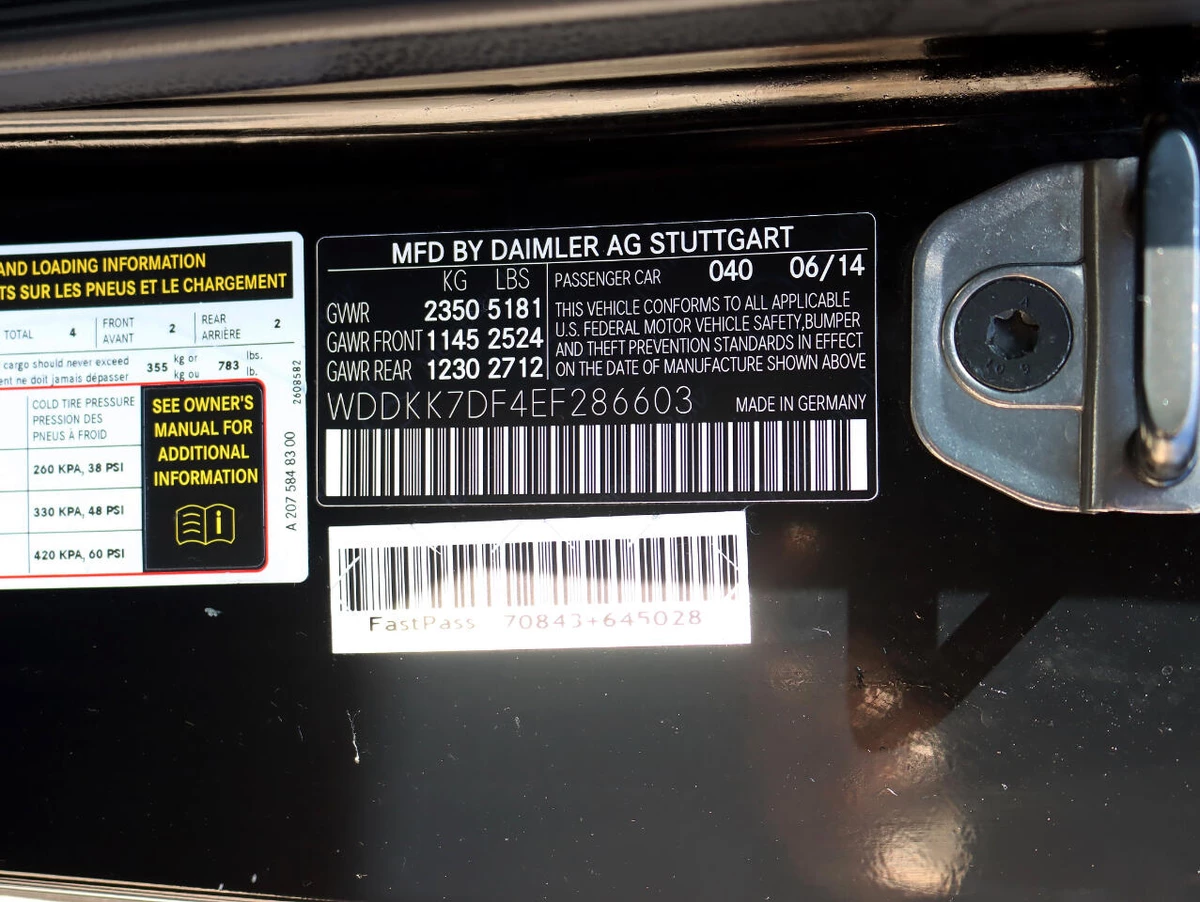 AND LOADING INFORMATION
TS SUR LES PNEUS ET LE CHARGEMENT
TOTAL 4 FRONT AVANT 2 REAR ARRIÈRE 2
cargo should never exceed 355 kg or 783 lbs.
ent ne doit jamais dépasser kg ou lb.
COLD TIRE PRESSURE
PRESSION DES
PNEUS À FROID
260 KPA, 38 PSI
330 KPA, 48 PSI
420 KPA, 60 PSI
SEE OWNER'S
MANUAL FOR
ADDITIONAL
INFORMATION
2608582
A 207 584 83 00
MFD BY DAIMLER AG STUTTGART
KG LBS
GVWR 2350 5181
GAWR FRONT 1145 2524
GAWR REAR 1230 2712
PASSENGER CAR 040 06/14
THIS VEHICLE CONFORMS TO ALL APPLICABLE
U.S. FEDERAL MOTOR VEHICLE SAFETY,BUMPER
AND THEFT PREVENTION STANDARDS IN EFFECT
ON THE DATE OF MANUFACTURE SHOWN ABOVE
WDDKK7DF4EF286603 MADE IN GERMANY
FastPass 70843+645028